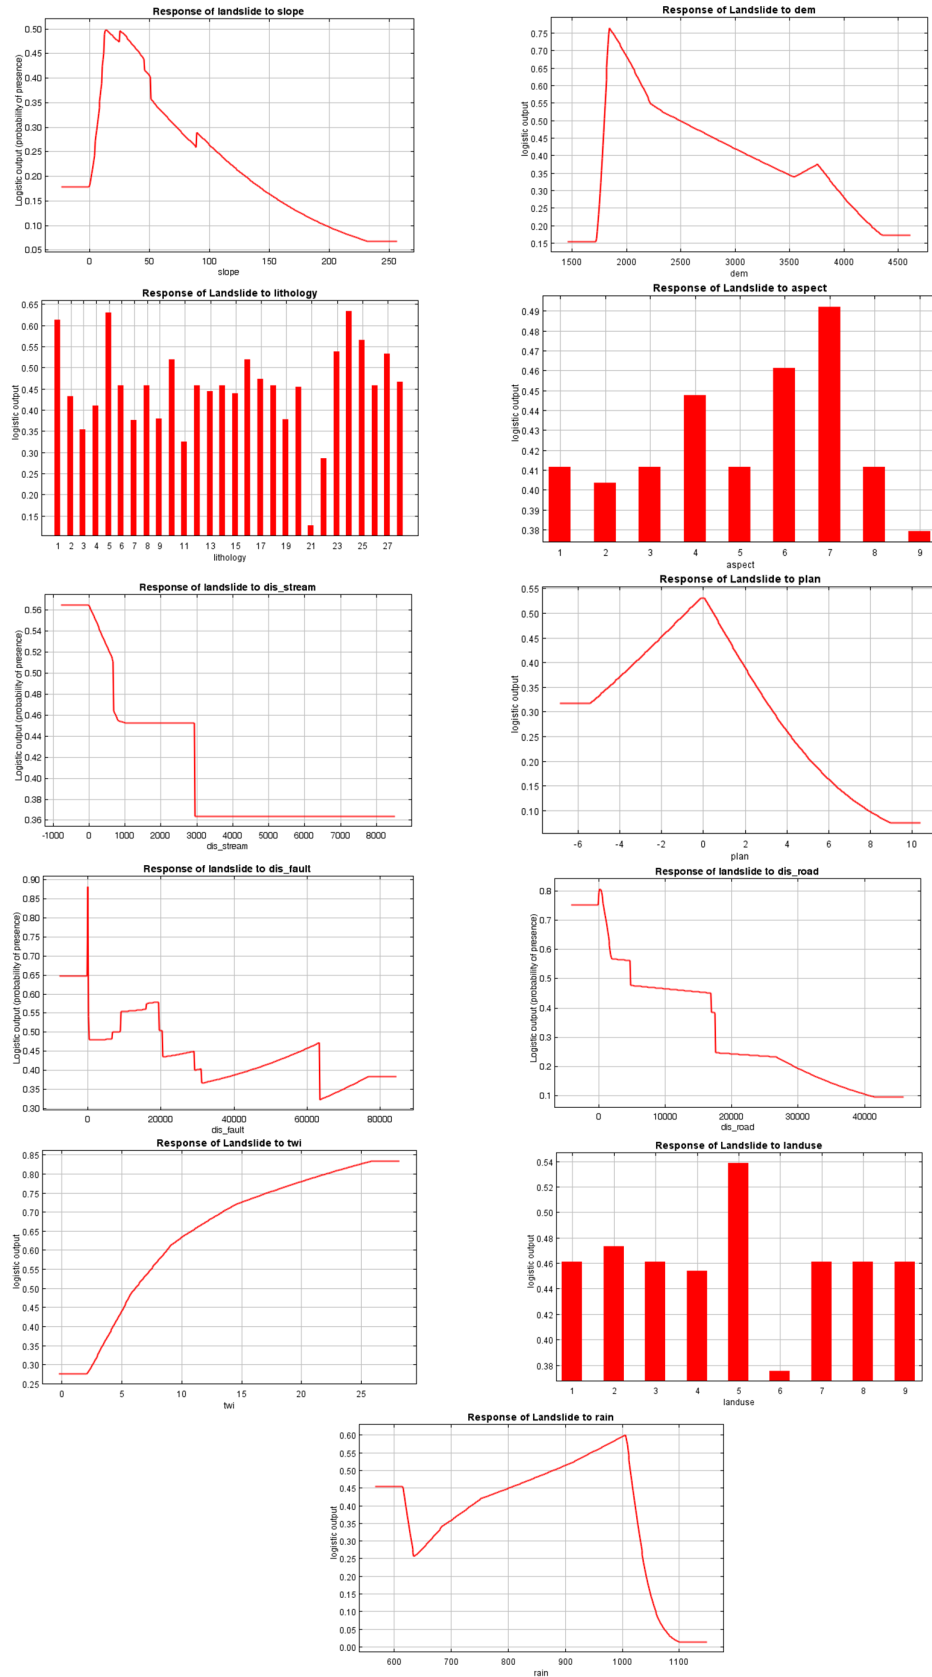 Response of landslide to slope
Logistic output (probability of presence)
0.50
0.45
0.40
0.35
0.30
0.25
0.20
0.15
0.10
0.05
0 50 100 150 200 250
slope
Response of Landslide to dem
logistic output
0.75
0.70
0.65
0.60
0.55
0.50
0.45
0.40
0.35
0.30
0.25
0.20
0.15
1500 2000 2500 3000 3500 4000 4500
dem
Response of Landslide to lithology
logistic output
0.65
0.60
0.55
0.50
0.45
0.40
0.35
0.30
0.25
0.20
0.15
1 2 3 4 5 6 7 8 9 11 13 15 17 19 21 23 25 27
lithology
Response of Landslide to aspect
logistic output
0.49
0.48
0.47
0.46
0.45
0.44
0.43
0.42
0.41
0.40
0.39
0.38
1 2 3 4 5 6 7 8 9
aspect
Response of landslide to dis_stream
Logistic output (probability of presence)
0.56
0.54
0.52
0.50
0.48
0.46
0.44
0.42
0.40
0.38
0.36
-1000 0 1000 2000 3000 4000 5000 6000 7000 8000
dis_stream
Response of Landslide to plan
logistic output
0.55
0.50
0.45
0.40
0.35
0.30
0.25
0.20
0.15
0.10
-6 -4 -2 0 2 4 6 8 10
plan
Response of landslide to dis_fault
Logistic output (probability of presence)
0.90
0.85
0.80
0.75
0.70
0.65
0.60
0.55
0.50
0.45
0.40
0.35
0.30
0 20000 40000 60000 80000
dis_fault
Response of landslide to dis_road
Logistic output (probability of presence)
0.8
0.7
0.6
0.5
0.4
0.3
0.2
0.1
0 10000 20000 30000 40000
dis_road
Response of Landslide to twi
logistic output
0.85
0.80
0.75
0.70
0.65
0.60
0.55
0.50
0.45
0.40
0.35
0.30
0.25
0 5 10 15 20 25
twi
Response of Landslide to landuse
logistic output
0.54
0.52
0.50
0.48
0.46
0.44
0.42
0.40
0.38
1 2 3 4 5 6 7 8 9
landuse
Response of Landslide to rain
logistic output
0.60
0.55
0.50
0.45
0.40
0.35
0.30
0.25
0.20
0.15
0.10
0.05
0.00
600 700 800 900 1000 1100
rain